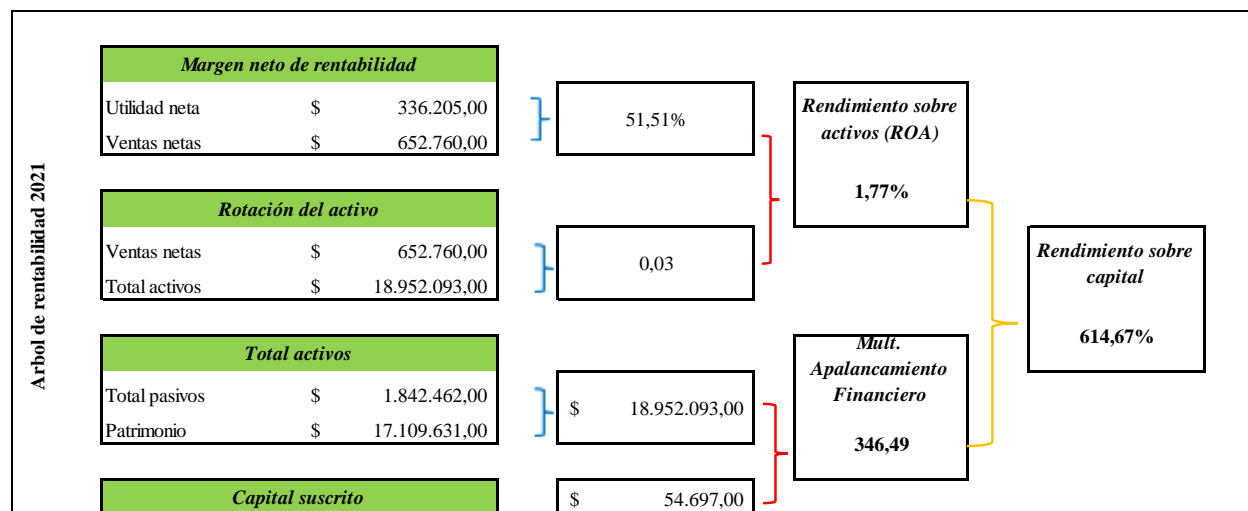 Arbol de rentabilidad 2021
Margen neto de rentabilidad
Utilidad neta $ 336.205,00
Ventas netas $ 652.760,00
51,51%
Rotación del activo
Ventas netas $ 652.760,00
Total activos $ 18.952.093,00
0,03
Rendimiento sobre
activos (ROA)
1,77%
Total activos
Total pasivos $ 1.842.462,00
Patrimonio $ 17.109.631,00
$ 18.952.093,00
Capital suscrito
$ 54.697,00
Mult.
Apalancamiento
Financiero
346,49
Rendimiento sobre
capital
614,67%